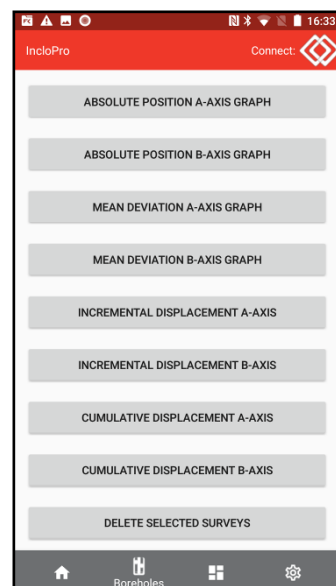 16:33
IncloPro
Connect:
ABSOLUTE POSITION A-AXIS GRAPH
ABSOLUTE POSITION B-AXIS GRAPH
MEAN DEVIATION A-AXIS GRAPH
MEAN DEVIATION B-AXIS GRAPH
INCREMENTAL DISPLACEMENT A-AXIS
INCREMENTAL DISPLACEMENT B-AXIS
CUMULATIVE DISPLACEMENT A-AXIS
CUMULATIVE DISPLACEMENT B-AXIS
DELETE SELECTED SURVEYS
Boreholes